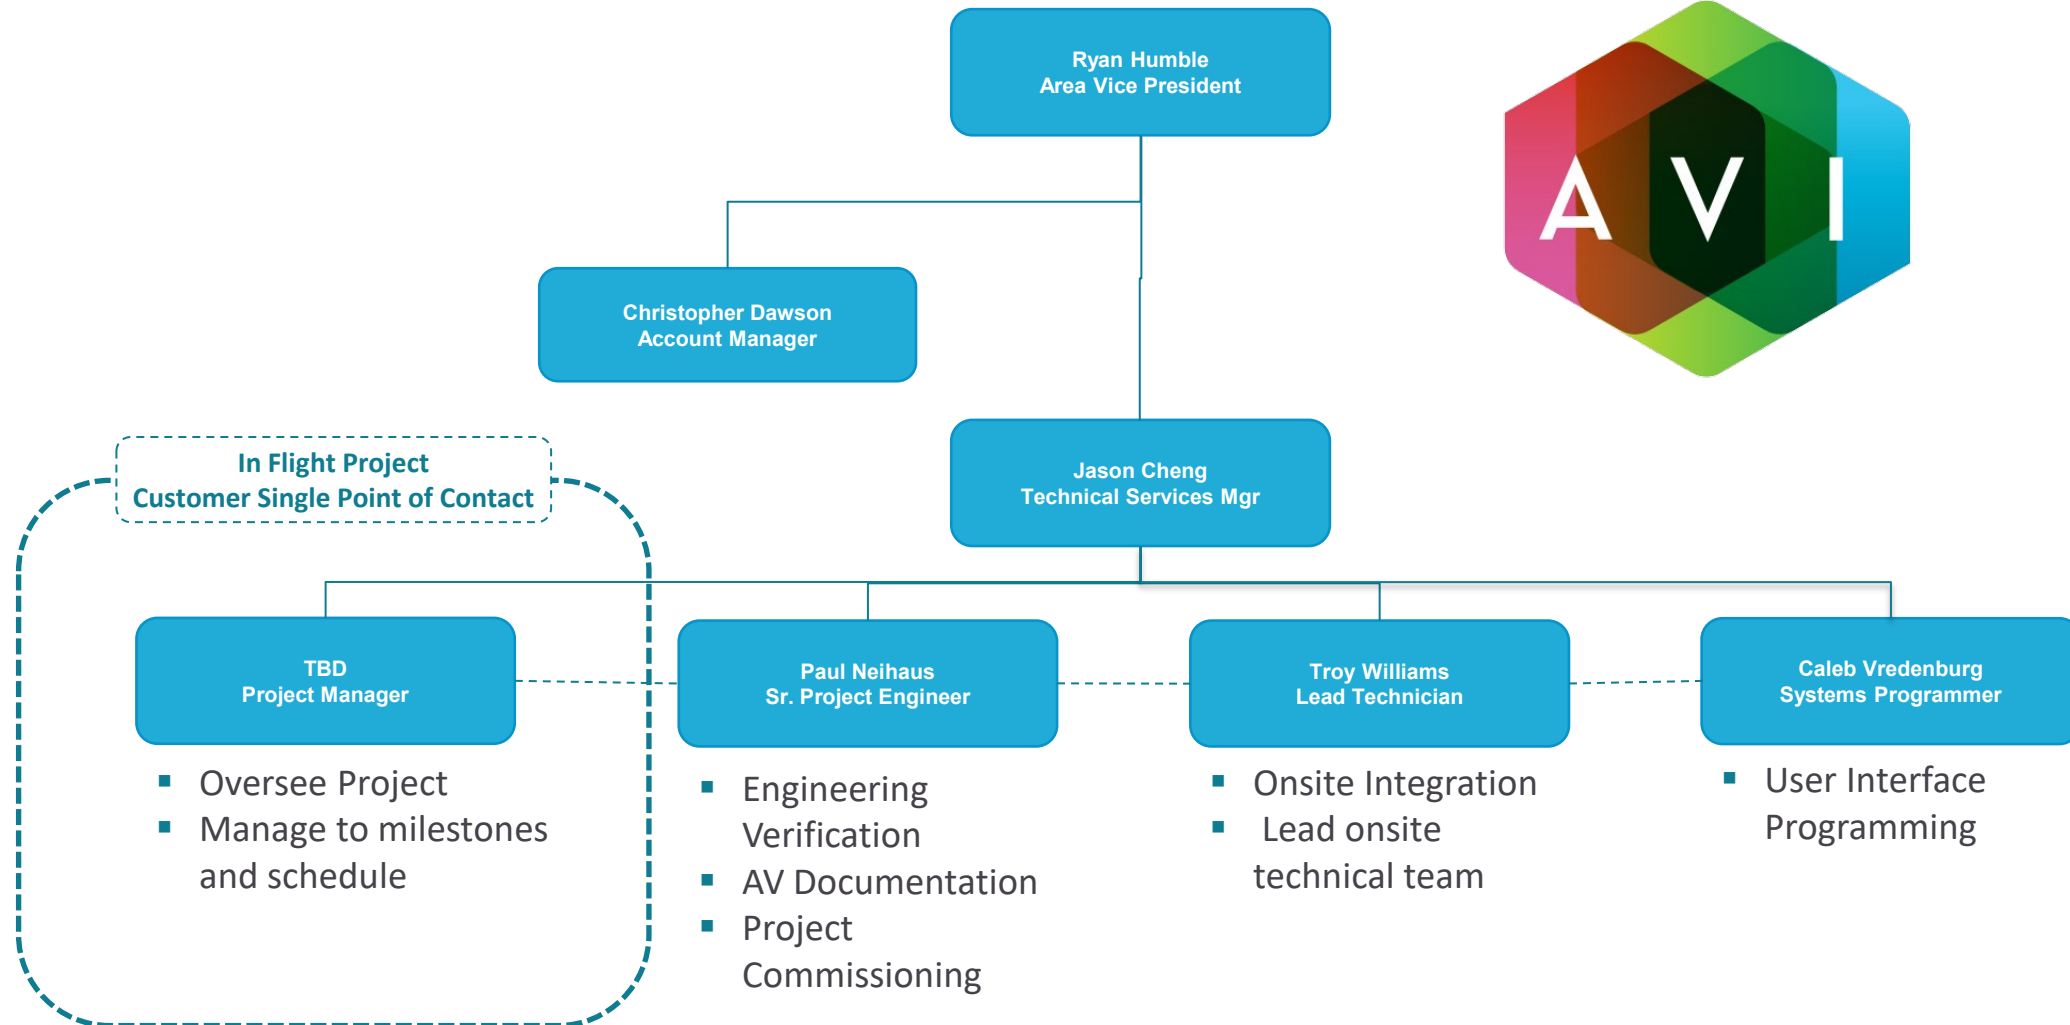 Ryan Humble
Area Vice President
A V I
Christopher Dawson
Account Manager
In Flight Project
Customer Single Point of Contact
Jason Cheng
Technical Services Mgr
TBD
Project Manager
Paul Neihaus
Sr. Project Engineer
Troy Williams
Lead Technician
Caleb Vredenburg
Systems Programmer
▪ Oversee Project
▪ Manage to milestones
and schedule
▪ Engineering
Verification
▪ AV Documentation
▪ Project
Commissioning
▪ Onsite Integration
▪ Lead onsite
technical team
▪ User Interface
Programming